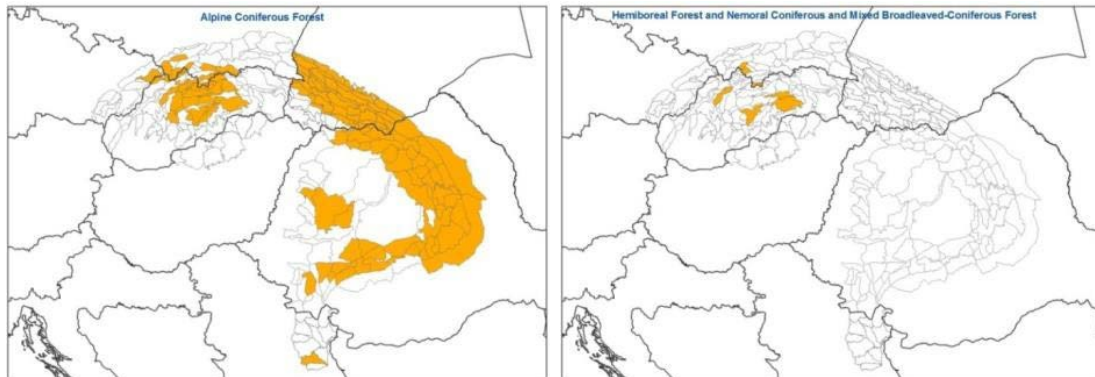 Alpine Coniferous Forest
Hemiboreal Forest and Nemoral Coniferous and Mixed Broadleaved-Coniferous Forest